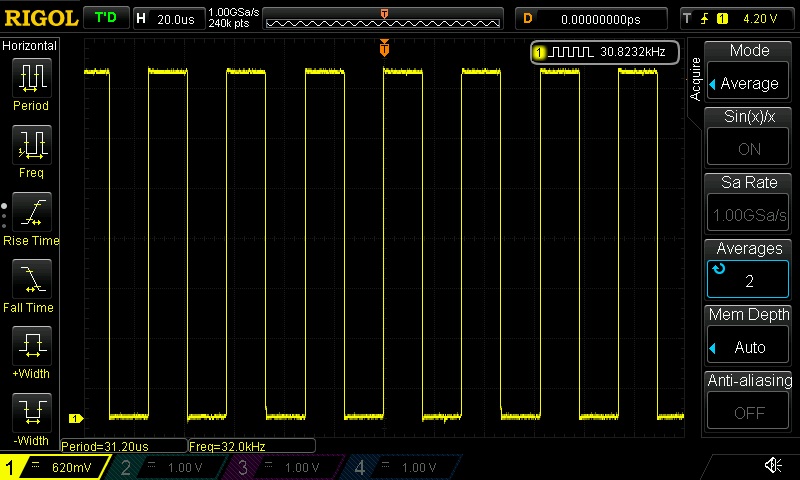 RIGOL T'D H 20.0us 1.00GSa/s 240k pts T D 0.00000000ps T 1 4.20 V
Horizontal
T
1 30.8232kHz
Period
Freq
Rise Time
Fall Time
+Width
-Width
Acquire
Mode
Average
Sin(x)/x
ON
Sa Rate
1.00GSa/s
Averages
2
Mem Depth
Auto
Anti-aliasing
OFF
1
Period=31.20us Freq=32.0kHz
1 620mV 2 1.00 V 3 1.00 V 4 1.00 V